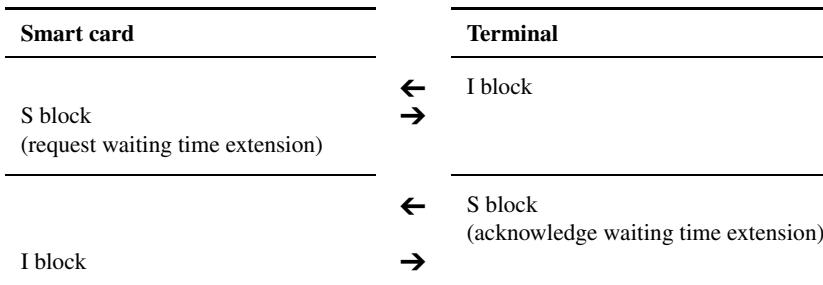 Smart card Terminal
← I block
S block →
(request waiting time extension)
← S block
(acknowledge waiting time extension)
I block →